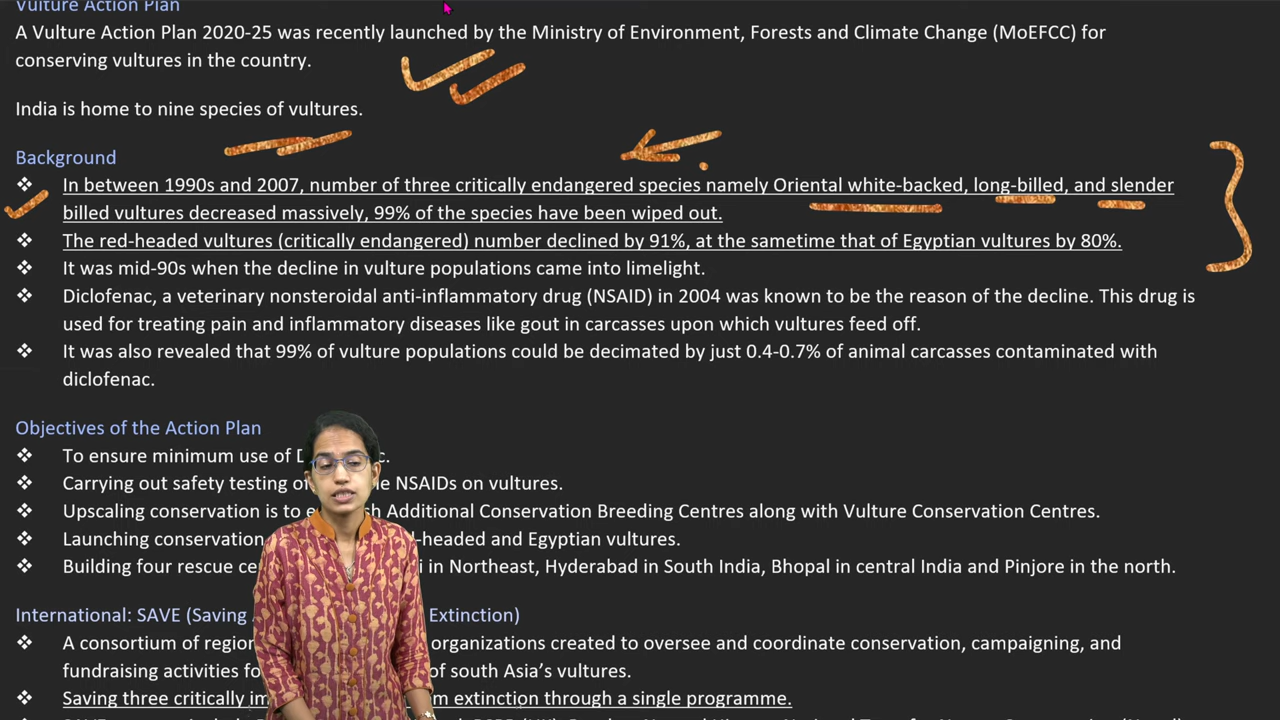 Vulture Action Plan
A Vulture Action Plan 2020-25 was recently launched by the Ministry of Environment, Forests and Climate Change (MoEFCC) for
conserving vultures in the country.
India is home to nine species of vultures.
Background
❖ In between 1990s and 2007, number of three critically endangered species namely Oriental white-backed, long-billed, and slender
billed vultures decreased massively, 99% of the species have been wiped out.
❖ The red-headed vultures (critically endangered) number declined by 91%, at the sametime that of Egyptian vultures by 80%.
❖ It was mid-90s when the decline in vulture populations came into limelight.
❖ Diclofenac, a veterinary nonsteroidal anti-inflammatory drug (NSAID) in 2004 was known to be the reason of the decline. This drug is
used for treating pain and inflammatory diseases like gout in carcasses upon which vultures feed off.
❖ It was also revealed that 99% of vulture populations could be decimated by just 0.4-0.7% of animal carcasses contaminated with
diclofenac.
Objectives of the Action Plan
❖ To ensure minimum use of
❖ Carrying out safety testing of NSAIDs on vultures.
❖ Upscaling conservation is to Additional Conservation Breeding Centres along with Vulture Conservation Centres.
❖ Launching conservation and Egyptian vultures.
❖ Building four rescue in Northeast, Hyderabad in South India, Bhopal in central India and Pinjore in the north.
International: SAVE (Saving Extinction)
❖ A consortium of organizations created to oversee and coordinate conservation, campaigning, and
fundraising activities of south Asia's vultures.
❖ Saving three critically extinction through a single programme.